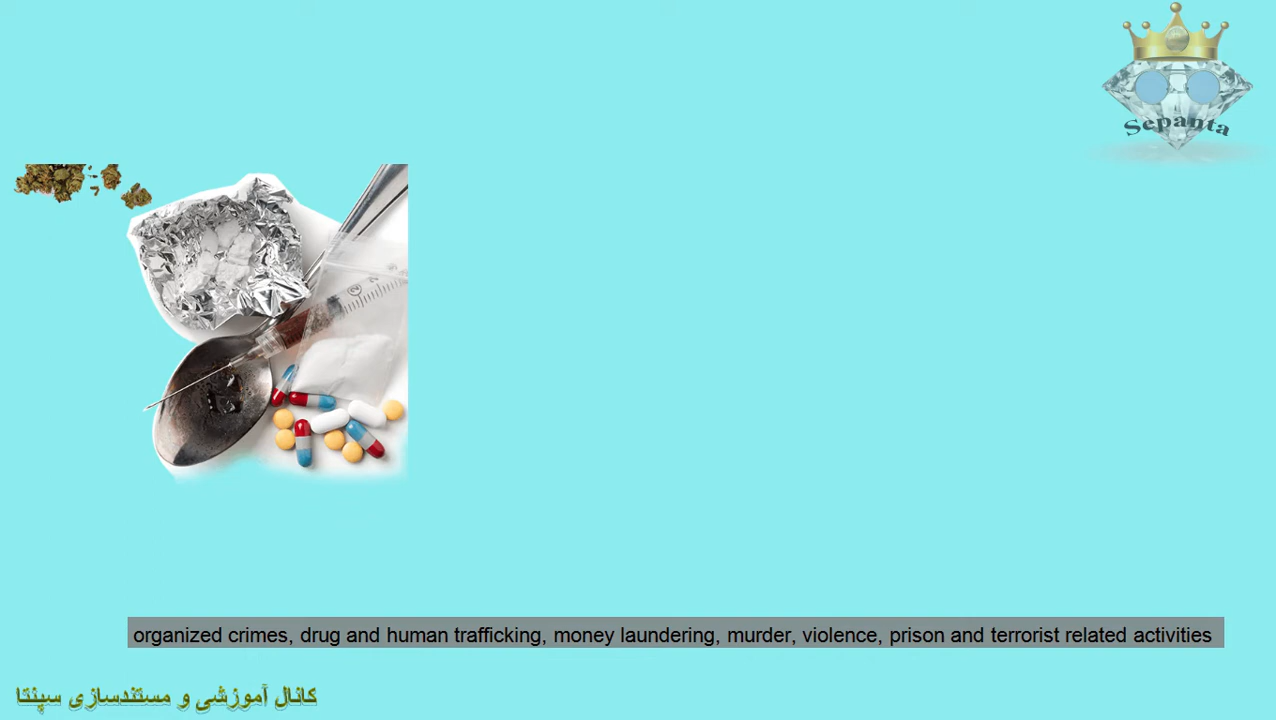 Sepanta
organized crimes, drug and human trafficking, money laundering, murder, violence, prison and terrorist related activities
کانال آموزشی و مستندسازی سپنتا